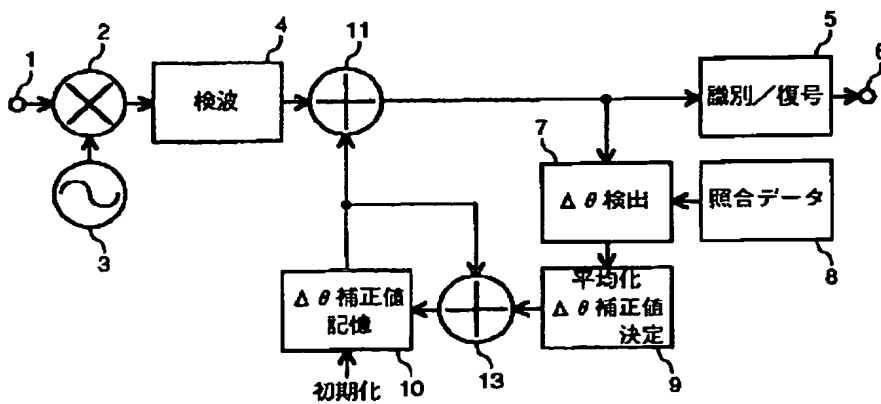 1
2
3
4
検波
11
5
識別/復号
6
7
Δθ検出
照合データ
8
平均化
Δθ補正値
決定
9
13
Δθ補正値
記憶
10
初期化